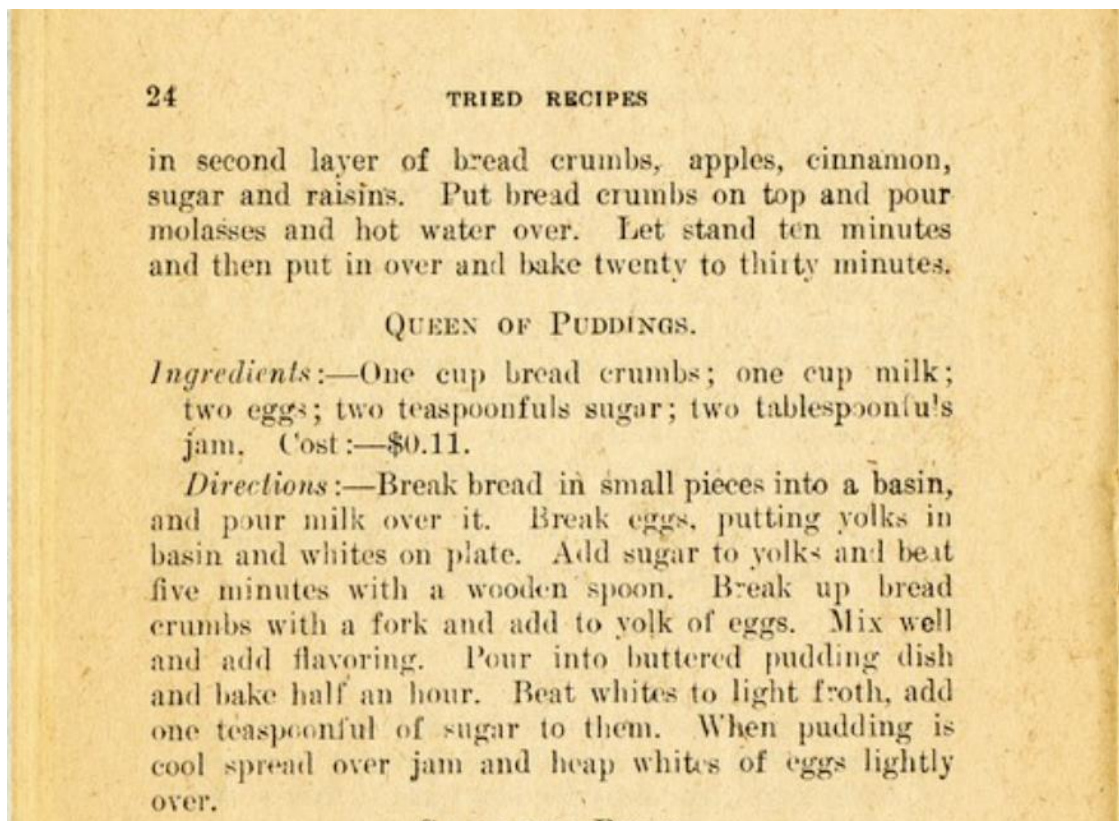 24 TRIED RECIPES
in second layer of bread crumbs, apples, cinnamon,
sugar and raisins. Put bread crumbs on top and pour
molasses and hot water over. Let stand ten minutes
and then put in over and bake twenty to thirty minutes.
QUEEN OF PUDDINGS.
Ingredients:—One cup bread crumbs; one cup milk;
two eggs; two teaspoonfuls sugar; two tablespoonfuls
jam. Cost:—$0.11.
Directions:—Break bread in small pieces into a basin,
and pour milk over it. Break eggs, putting yolks in
basin and whites on plate. Add sugar to yolks and beat
five minutes with a wooden spoon. Break up bread
crumbs with a fork and add to yolk of eggs. Mix well
and add flavoring. Pour into buttered pudding dish
and bake half an hour. Beat whites to light froth, add
one teaspoonful of sugar to them. When pudding is
cool spread over jam and heap whites of eggs lightly
over.